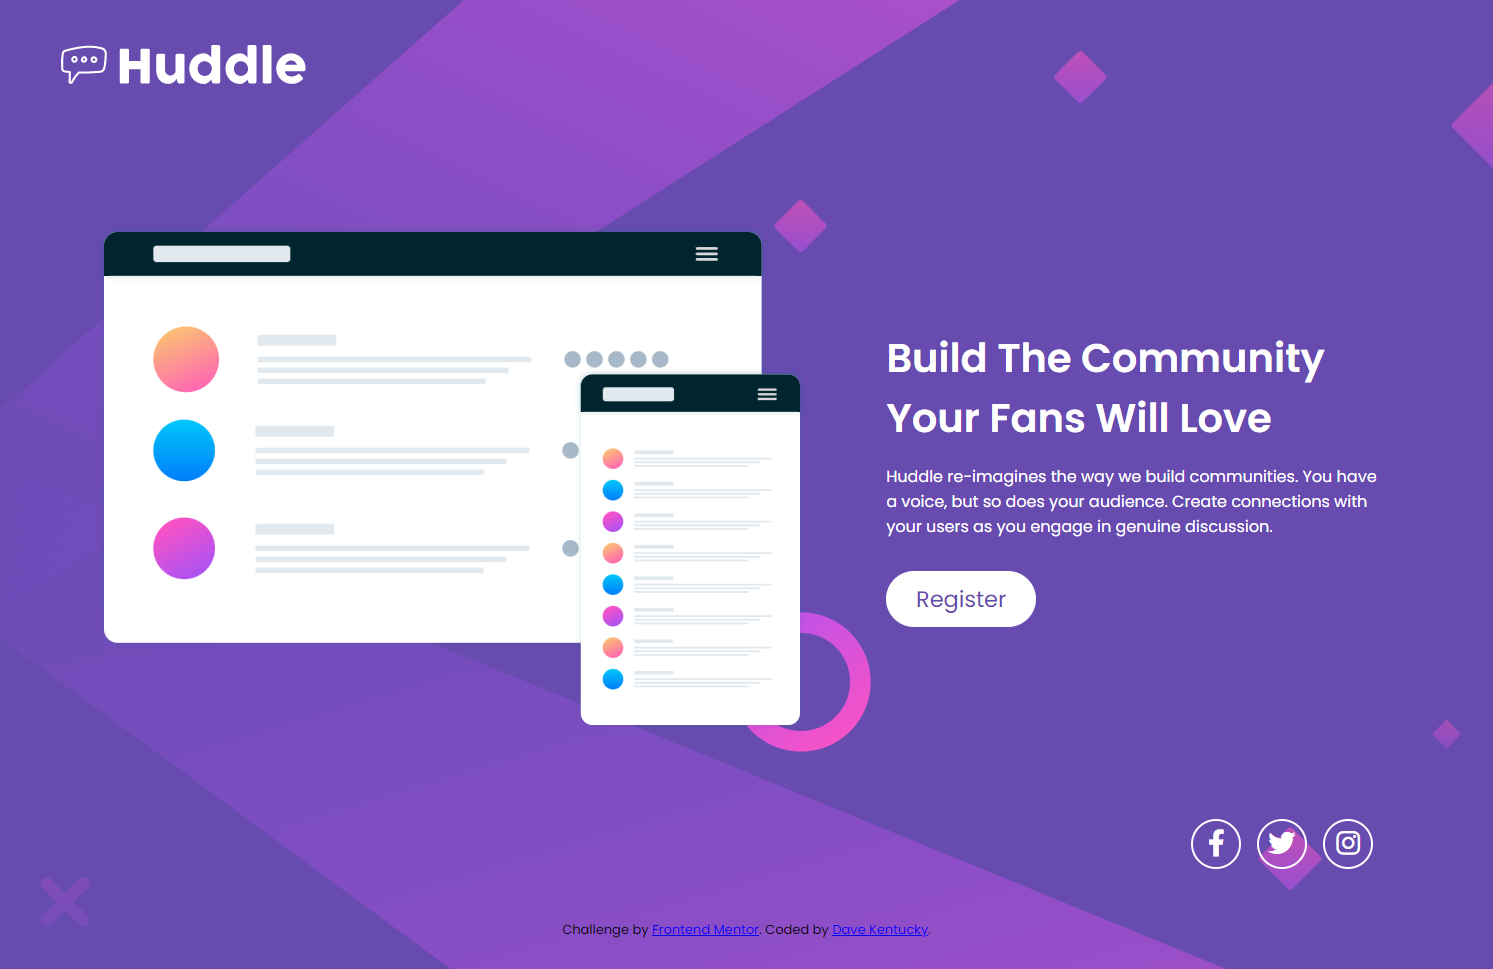 Huddle
Build The Community
Your Fans Will Love
Huddle re-imagines the way we build communities. You have
a voice, but so does your audience. Create connections with
your users as you engage in genuine discussion.
Register
Challenge by Frontend Mentor. Coded by Dave Kentucky.